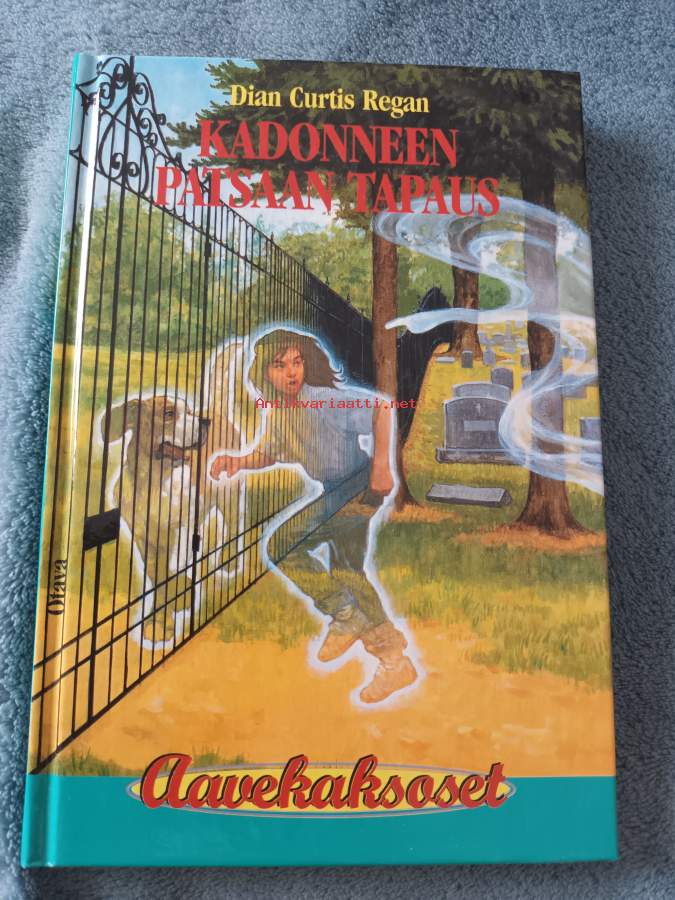 Dian Curtis Regan
KADONNEEN
PATSAAN TAPAUS
Antikvariaatti.net
Otava
Aavekaksoset